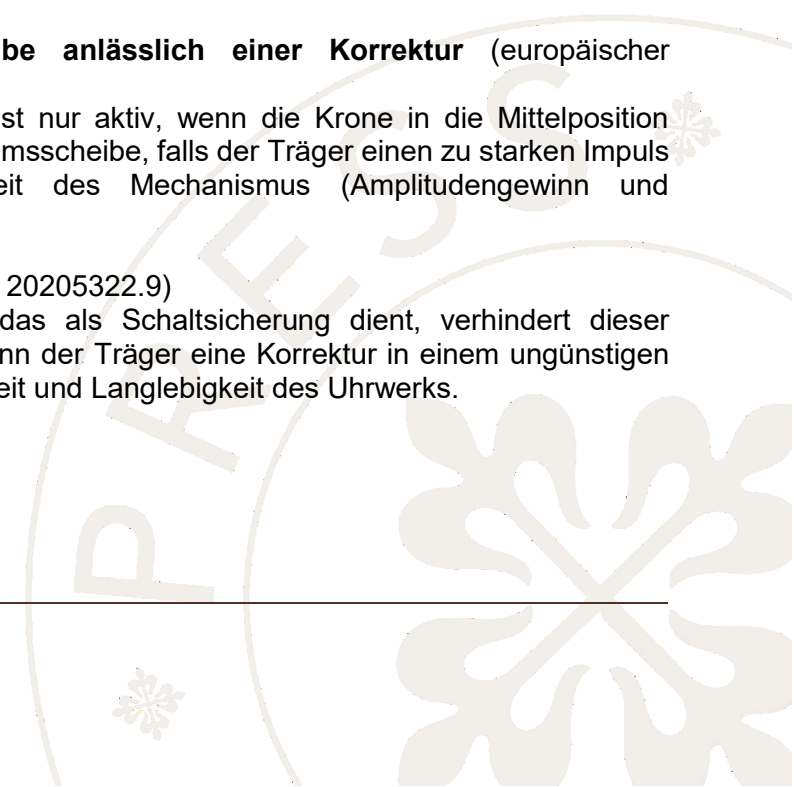 be anlässlich einer Korrektur (europäischer
st nur aktiv, wenn die Krone in die Mittelposition
msscheibe, falls der Träger einen zu starken Impuls
eit des Mechanismus (Amplitudengewinn und
20205322.9)
das als Schaltsicherung dient, verhindert dieser
nn der Träger eine Korrektur in einem ungünstigen
eit und Langlebigkeit des Uhrwerks.
PRESS